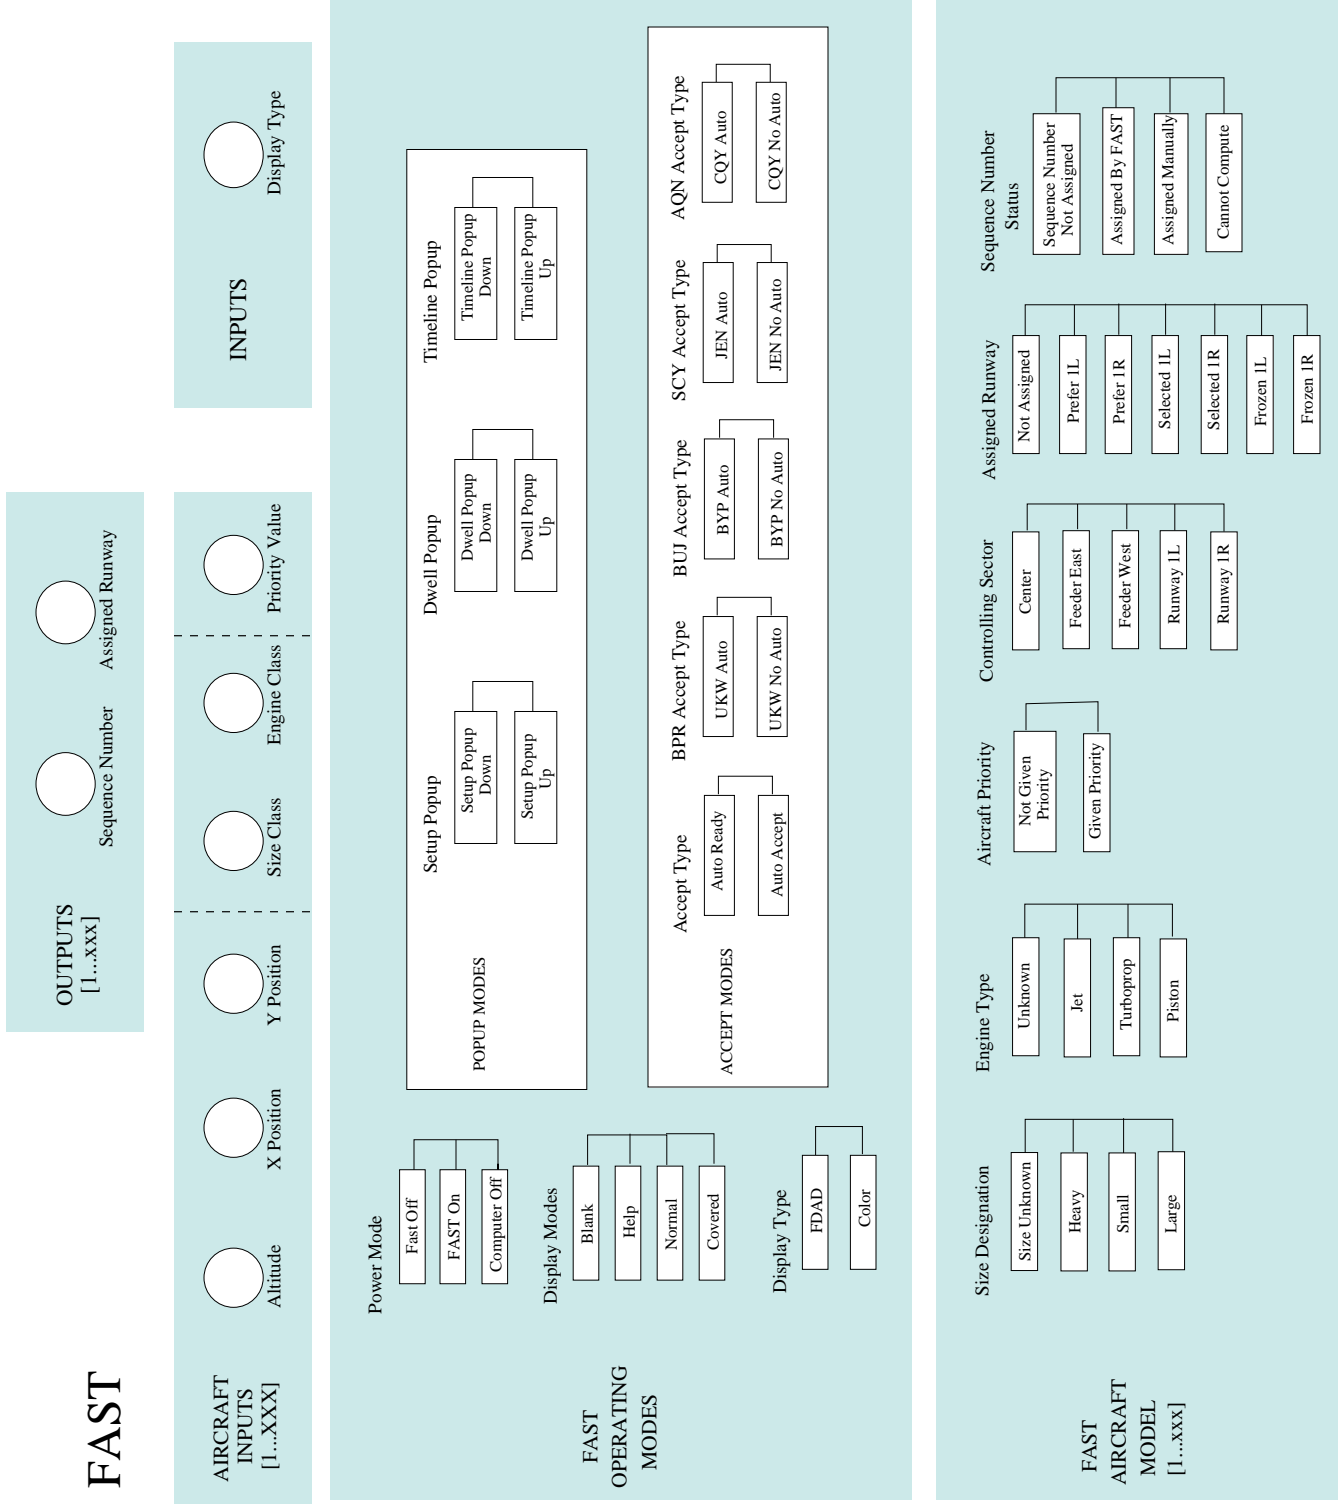 FAST
OUTPUTS
[1...xxx]
Sequence Number
Assigned Runway
AIRCRAFT
INPUTS
[1...XXX]
Altitude
X Position
Y Position
Size Class
Engine Class
Priority Value
INPUTS
Display Type
FAST
OPERATING
MODES
Power Mode
Fast Off
FAST On
Computer Off
Display Modes
Blank
Help
Normal
Covered
Display Type
FDAD
Color
POPUP MODES
Setup Popup
Setup Popup
Down
Setup Popup
Up
Dwell Popup
Dwell Popup
Down
Dwell Popup
Up
Timeline Popup
Timeline Popup
Down
Timeline Popup
Up
ACCEPT MODES
Accept Type
Auto Ready
Auto Accept
BPR Accept Type
UKW Auto
UKW No Auto
BUJ Accept Type
BYP Auto
BYP No Auto
SCY Accept Type
JEN Auto
JEN No Auto
AQN Accept Type
CQY Auto
CQY No Auto
FAST
AIRCRAFT
MODEL
[1...xxx]
Size Designation
Size Unknown
Heavy
Small
Large
Engine Type
Unknown
Jet
Turboprop
Piston
Aircraft Priority
Not Given
Priority
Given Priority
Controlling Sector
Center
Feeder East
Feeder West
Runway 1L
Runway 1R
Assigned Runway
Not Assigned
Prefer 1L
Prefer 1R
Selected 1L
Selected 1R
Frozen 1L
Frozen 1R
Sequence Number
Status
Sequence Number
Not Assigned
Assigned By FAST
Assigned Manually
Cannot Compute